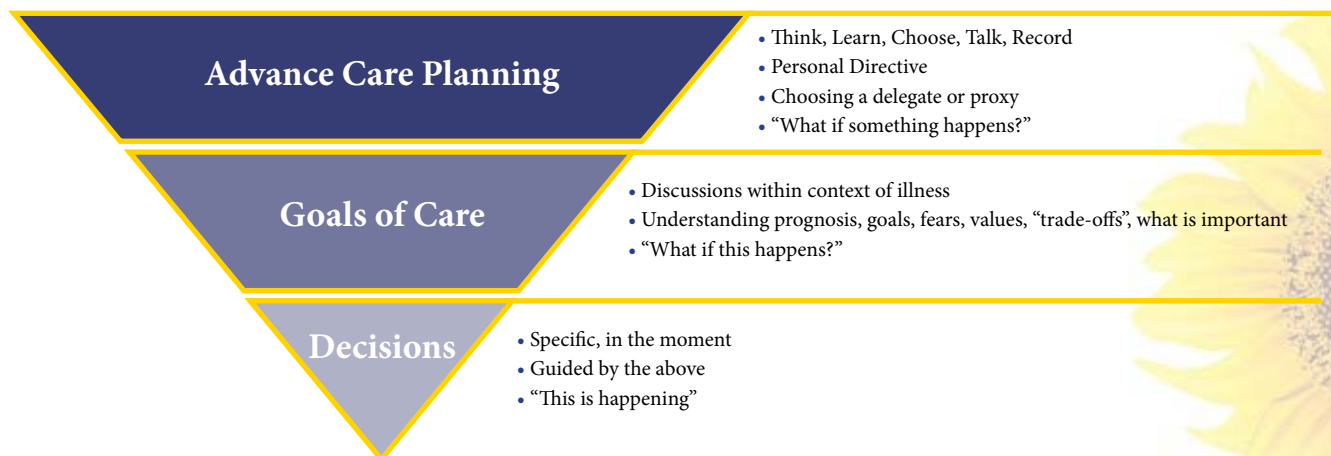 Advance Care Planning
• Think, Learn, Choose, Talk, Record
• Personal Directive
• Choosing a delegate or proxy
• “What if something happens?”
Goals of Care
• Discussions within context of illness
• Understanding prognosis, goals, fears, values, “trade-offs”, what is important
• “What if this happens?”
Decisions
• Specific, in the moment
• Guided by the above
• “This is happening”